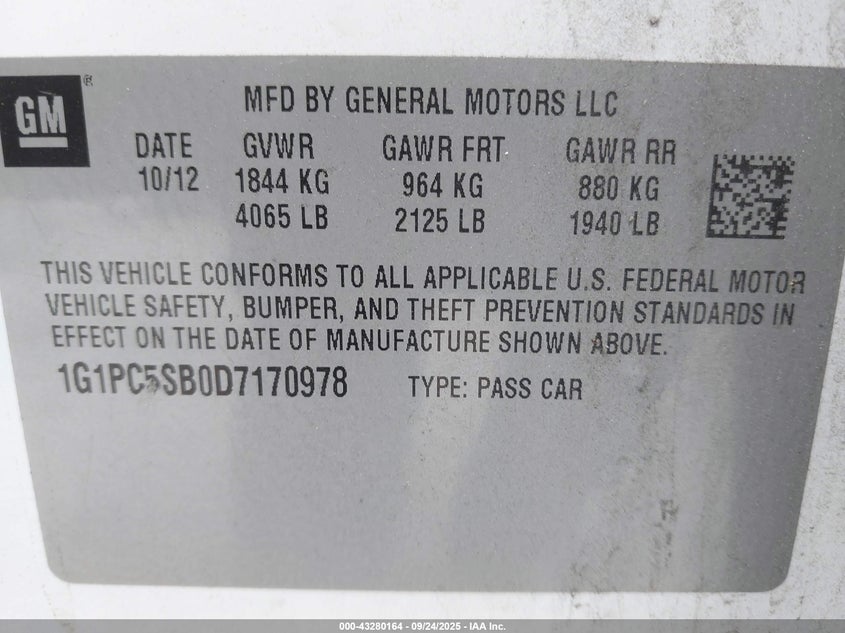 GM®
MFD BY GENERAL MOTORS LLC
DATE GVWR GAWR FRT GAWR RR
10/12 1844 KG 964 KG 880 KG
4065 LB 2125 LB 1940 LB
THIS VEHICLE CONFORMS TO ALL APPLICABLE U.S. FEDERAL MOTOR
VEHICLE SAFETY, BUMPER, AND THEFT PREVENTION STANDARDS IN
EFFECT ON THE DATE OF MANUFACTURE SHOWN ABOVE.
1G1PC5SB0D7170978 TYPE: PASS CAR
000-43280164 - 09/24/2025 - IAA Inc.